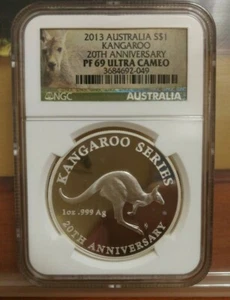 2013 AUSTRALIA S$1
KANGAROO
20TH ANNIVERSARY
PF 69 ULTRA CAMEO
3684692-049
NGC
AUSTRALIA
KANGAROO SERIES
1oz .999 Ag
20TH ANNIVERSARY